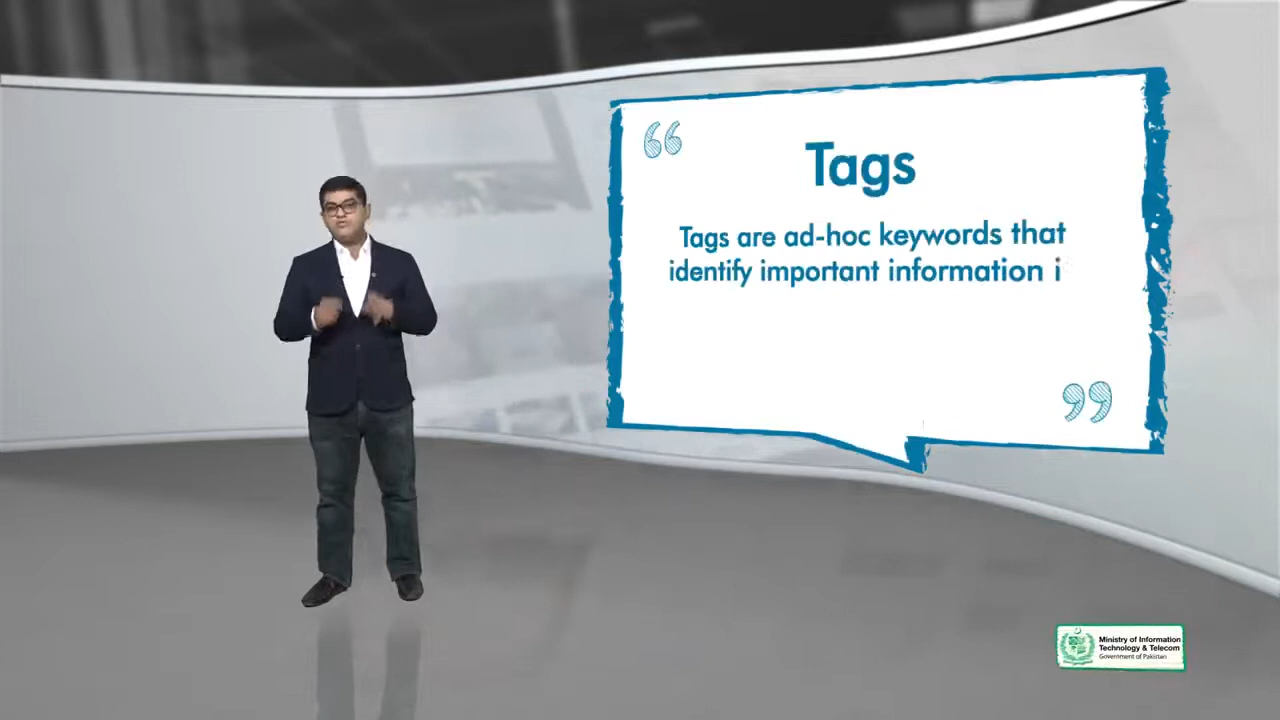 “
Tags
Tags are ad-hoc keywords that
identify important information i
”
Ministry of Information
Technology & Telecom
Government of Pakistan